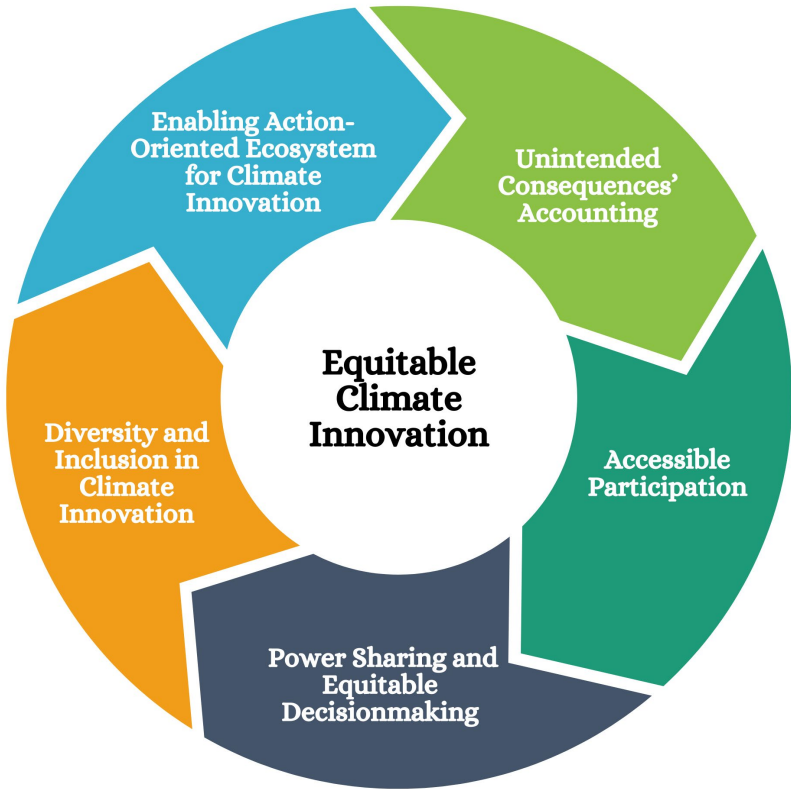 Enabling Action-
Oriented Ecosystem
for Climate
Innovation
Unintended
Consequences’
Accounting
Accessible
Participation
Power Sharing and
Equitable
Decisionmaking
Diversity and
Inclusion in
Climate
Innovation
Equitable
Climate
Innovation